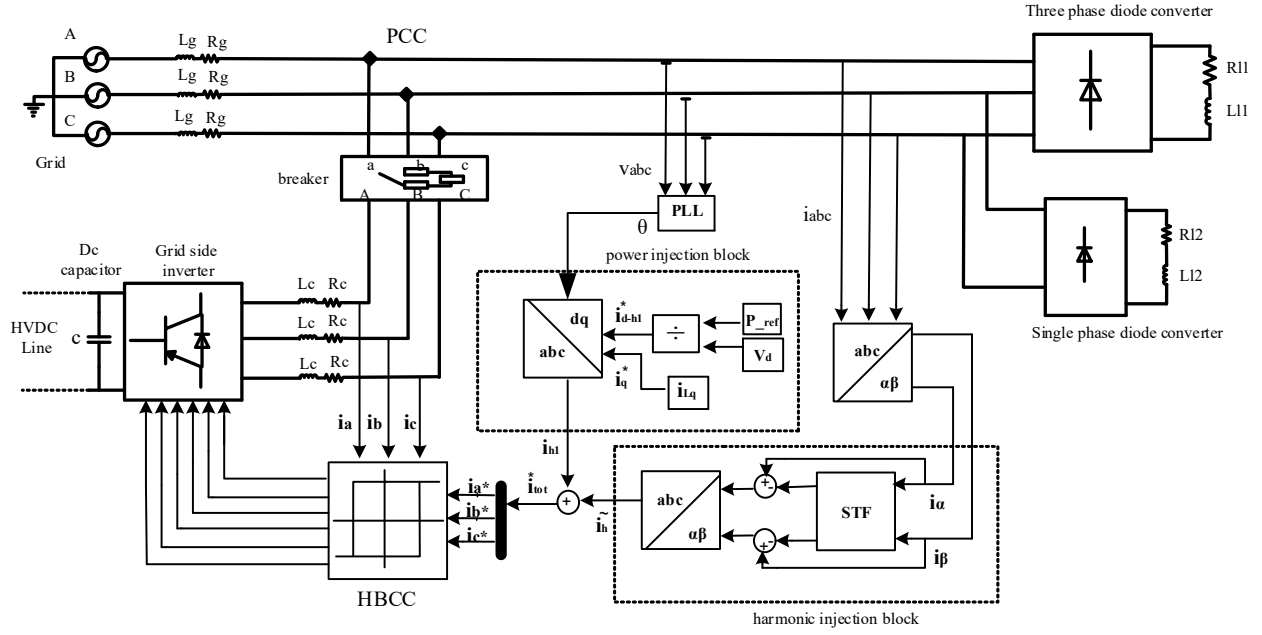 Three phase diode converter
A
Lg
Rg
PCC
B
Lg
Rg
Rl1
Ll1
C
Lg
Rg
Grid
breaker
a
b
c
A
B
C
Vabc
PLL
θ
iabc
Rl2
Ll2
Single phase diode converter
power injection block
Dc
capacitor
Grid side
inverter
HVDC
Line
c
Lc
Rc
Lc
Rc
Lc
Rc
dq
abc
i*d-h1
i*q
÷
P_ref
Vd
iLq
abc
αβ
ia
ib
ic
ih1
i*tot
ia*
ib*
ic*
+
ĩh
abc
αβ
+
-
+
-
STF
iα
iβ
HBCC
harmonic injection block